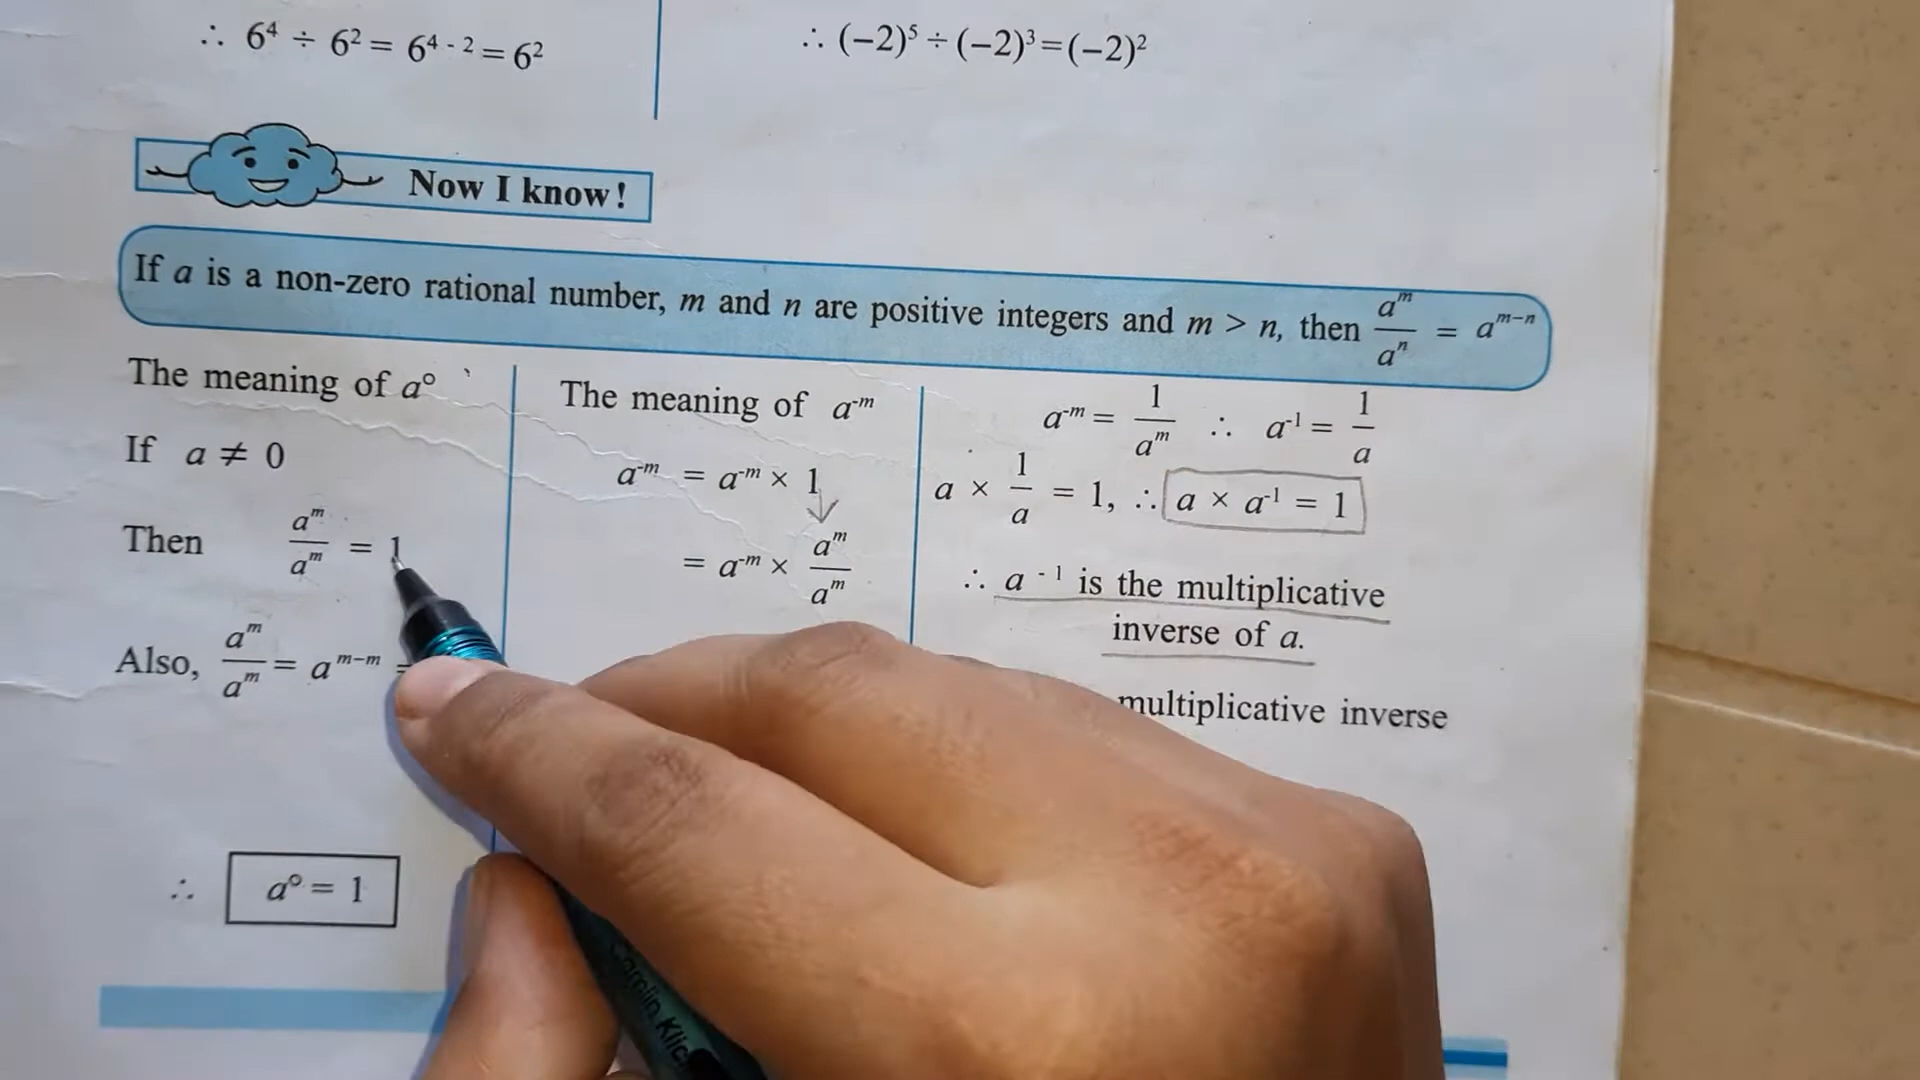 ∴ 6⁴ ÷ 6² = 6⁴⁻² = 6²
∴ (−2)⁵ ÷ (−2)³ = (−2)²
Now I know!
If a is a non-zero rational number, m and n are positive integers and m > n, then aᵐ/aⁿ = aᵐ⁻ⁿ
The meaning of a⁰
If a ≠ 0
Then aᵐ/aᵐ = 1
Also, aᵐ/aᵐ = aᵐ⁻ᵐ =
∴ a⁰ = 1
The meaning of a⁻ᵐ
a⁻ᵐ = a⁻ᵐ × 1
= a⁻ᵐ × aᵐ/aᵐ
a⁻ᵐ = 1/aᵐ ∴ a⁻¹ = 1/a
a × 1/a = 1, ∴ a × a⁻¹ = 1
∴ a⁻¹ is the multiplicative
inverse of a.
multiplicative inverse
Camlin Klic